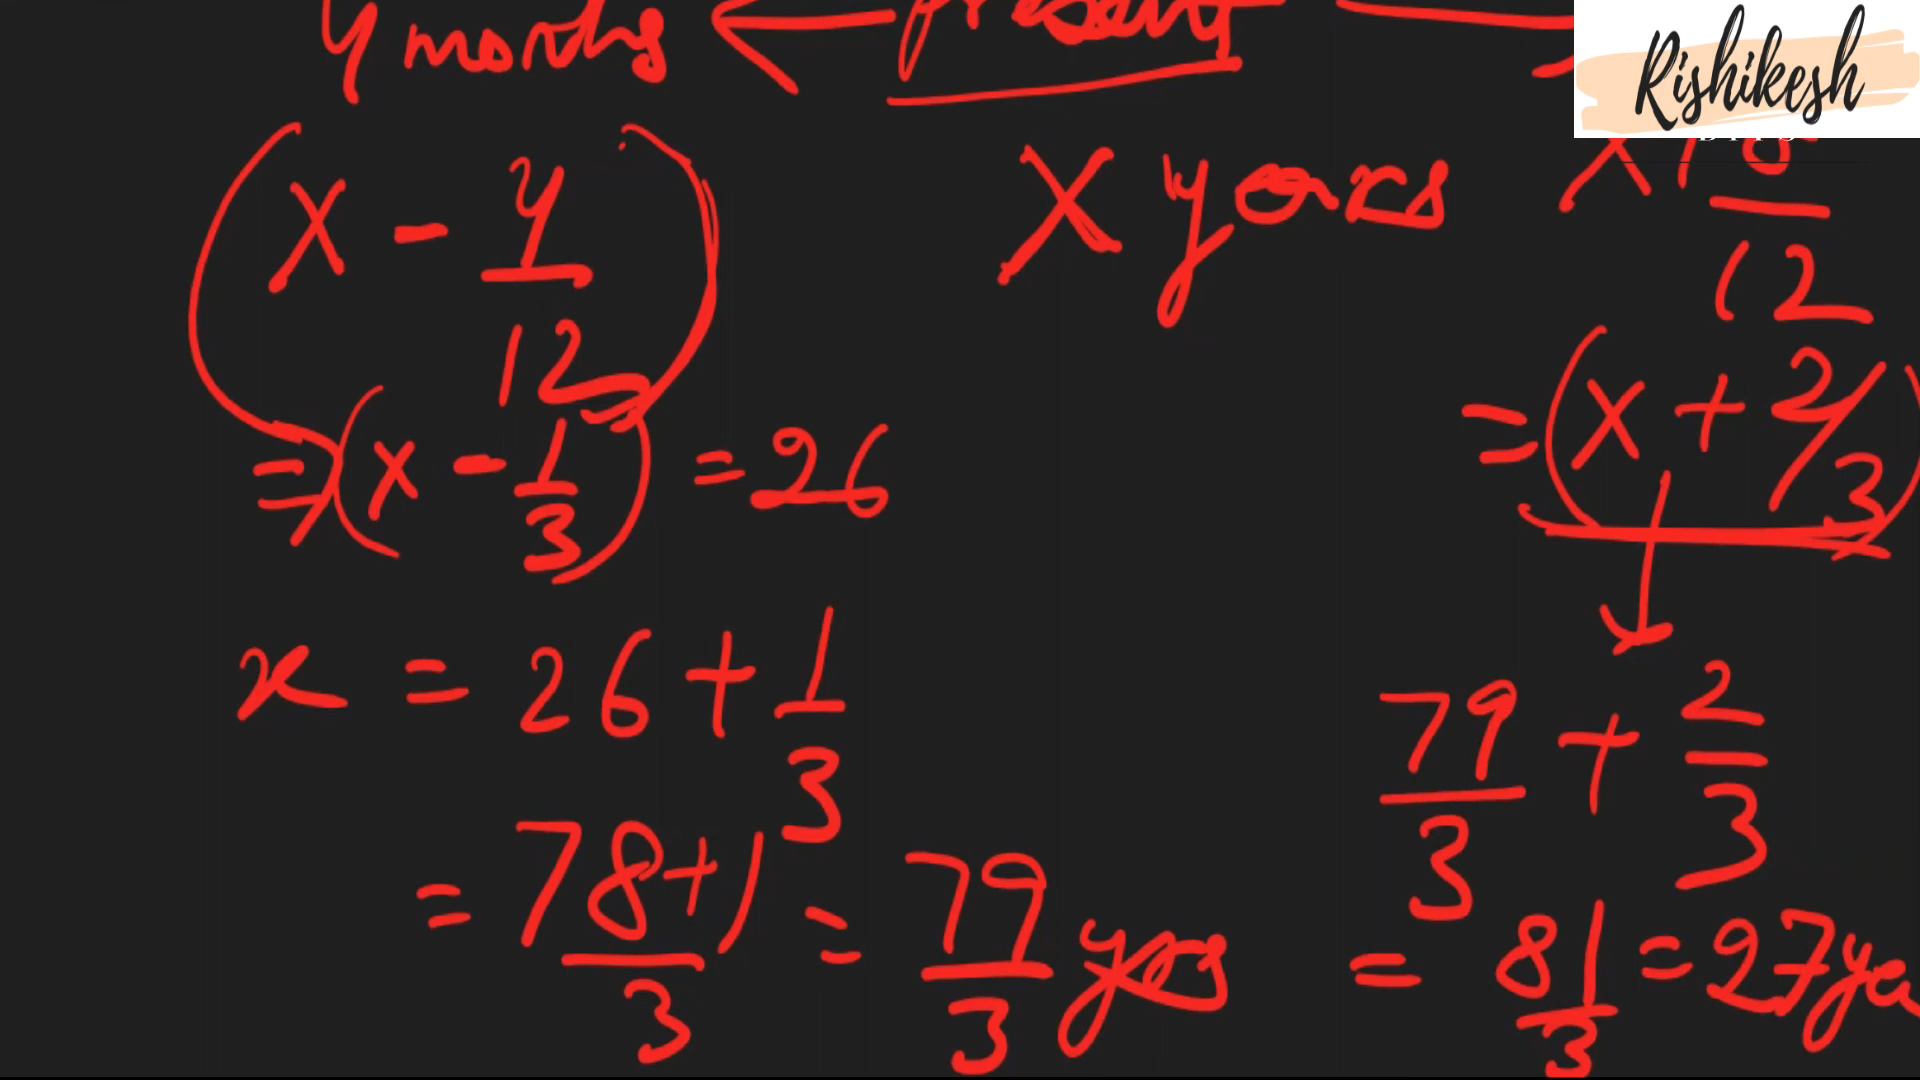 4 months ← present
Rishikesh
(x - 4/12)
x years
x + 8/12
⇒ (x - 1/3) = 26
= (x + 2/3)
x = 26 + 1/3
79/3 + 2/3
= 78+1/3 = 79/3 yrs
= 81/3 = 27 yea